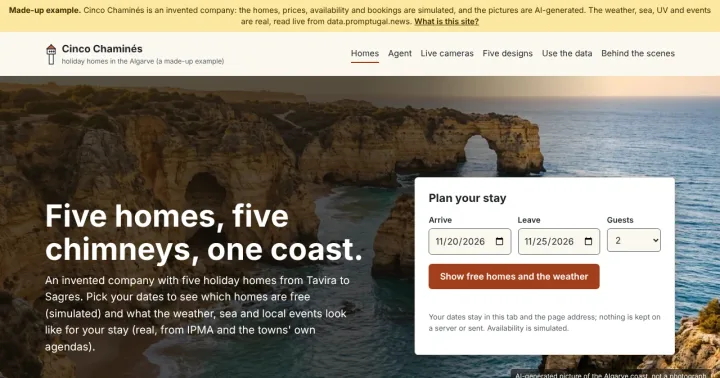 Made-up example. Cinco Chaminés is an invented company: the homes, prices, availability and bookings are simulated, and the pictures are AI-generated. The weather, sea, UV and events
are real, read live from data.promptugal.news. What is this site?
Cinco Chaminés
holiday homes in the Algarve (a made-up example)
Homes Agent Live cameras Five designs Use the data Behind the scenes
Five homes, five
chimneys, one coast.
An invented company with five holiday homes from Tavira to
Sagres. Pick your dates to see which homes are free
(simulated) and what the weather, sea and local events look
like for your stay (real, from IPMA and the towns' own
agendas).
Plan your stay
Arrive Leave Guests
11/20/2026 11/25/2026 2
Show free homes and the weather
Your dates stay in this tab and the page address; nothing is kept on
a server or sent. Availability is simulated.
AI-generated picture of the Algarve coast, not a photograph.